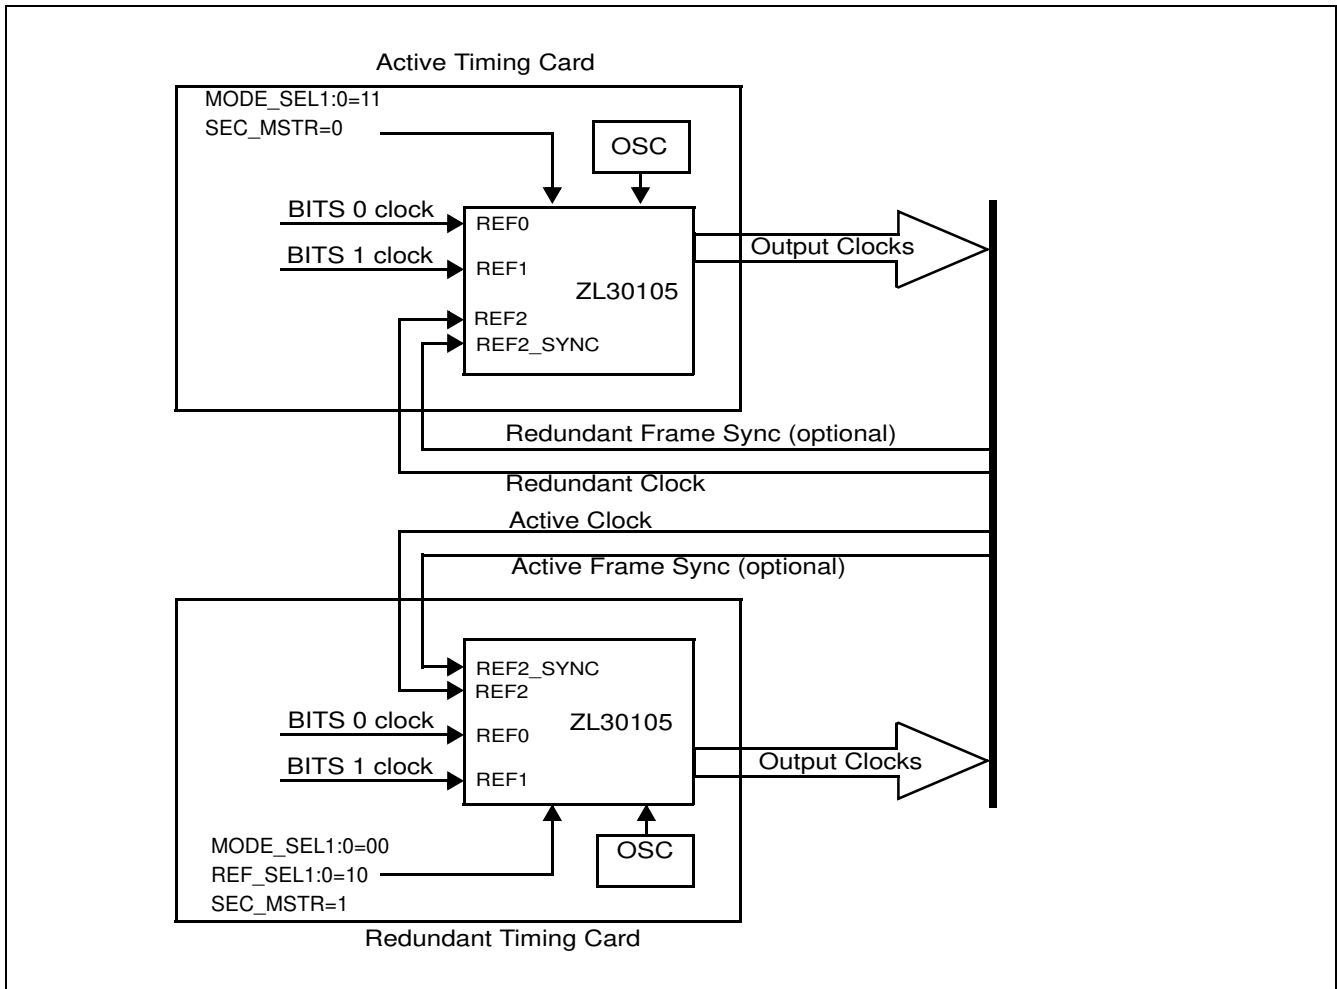 Active Timing Card
MODE_SEL1:0=11
SEC_MSTR=0
OSC
BITS 0 clock
REF0
BITS 1 clock
REF1
Output Clocks
ZL30105
REF2
REF2_SYNC
Redundant Frame Sync (optional)
Redundant Clock
Active Clock
Active Frame Sync (optional)
REF2_SYNC
REF2
BITS 0 clock
REF0
ZL30105
BITS 1 clock
REF1
Output Clocks
MODE_SEL1:0=00
REF_SEL1:0=10
SEC_MSTR=1
OSC
Redundant Timing Card